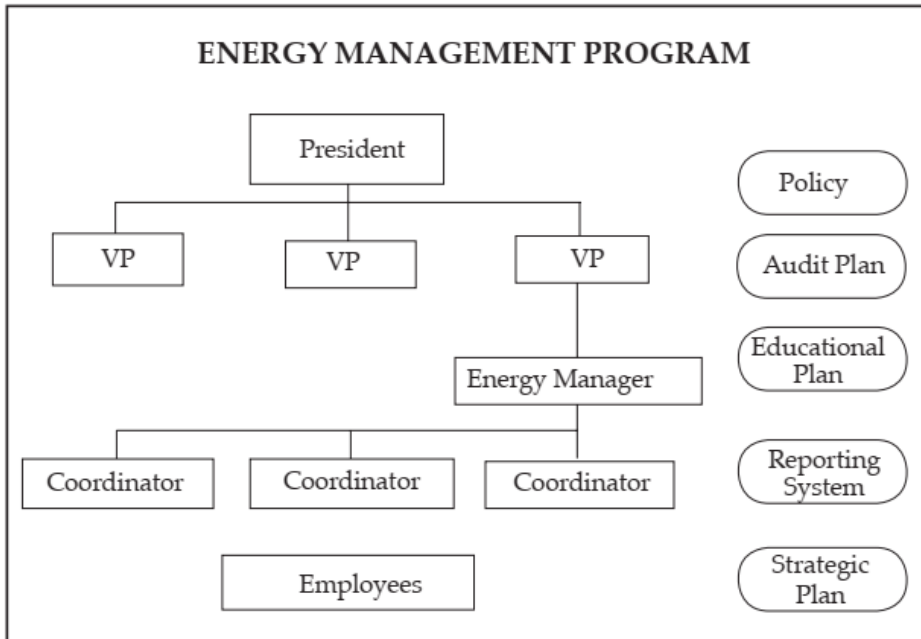 ENERGY MANAGEMENT PROGRAM
President
Policy
VP
VP
VP
Audit Plan
Educational
Plan
Energy Manager
Coordinator
Coordinator
Coordinator
Reporting
System
Employees
Strategic
Plan